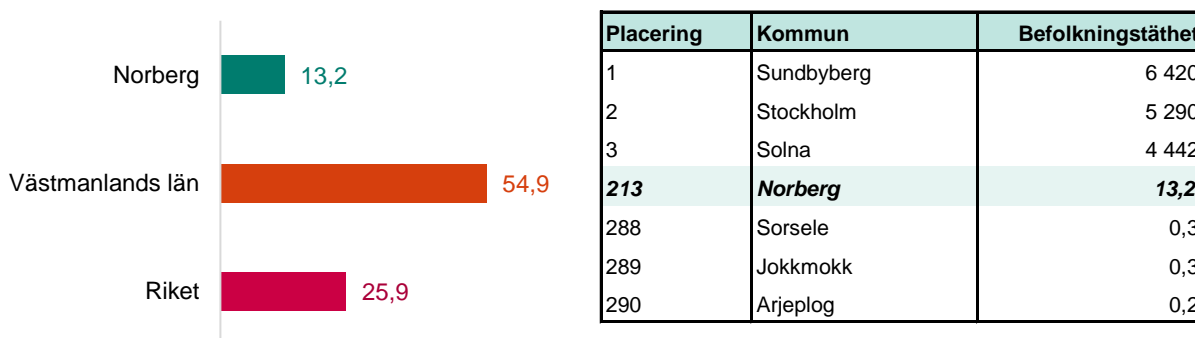 Norberg
13,2
Västmanlands län
54,9
Riket
25,9
Placering Kommun Befolkningstäthet
1 Sundbyberg 6 420
2 Stockholm 5 290
3 Solna 4 442
213 Norberg 13,2
288 Sorsele 0,3
289 Jokkmokk 0,3
290 Arjeplog 0,2